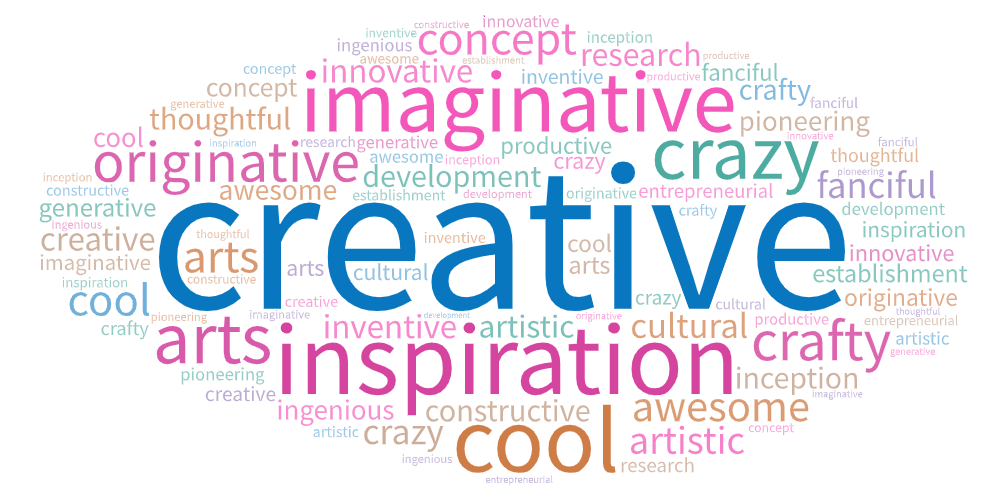 constructive innovative
inventive concept inception
ingenious research
awesome establishment productive
concept innovative inventive productive fanciful
concept imaginative crafty
generative fanciful
thoughtful pioneering
cool inspiration research generative productive crazy innovative fanciful
originative awesome inception crazy thoughtful
inception development pioneering
constructive awesome establishment development originative entrepreneurial fanciful
generative creative crafty development
ingenious thoughtful inspiration
creative inventive cool
imaginative arts arts cultural arts innovative
inspiration constructive establishment
cool creative crazy cultural originative
pioneering imaginative development originative productive thoughtful
crafty inventive artistic cultural entrepreneurial
arts inspiration crafty artistic
generative
pioneering inception
creative imaginative
ingenious constructive awesome
artistic crazy cool artistic concept
ingenious research
entrepreneurial